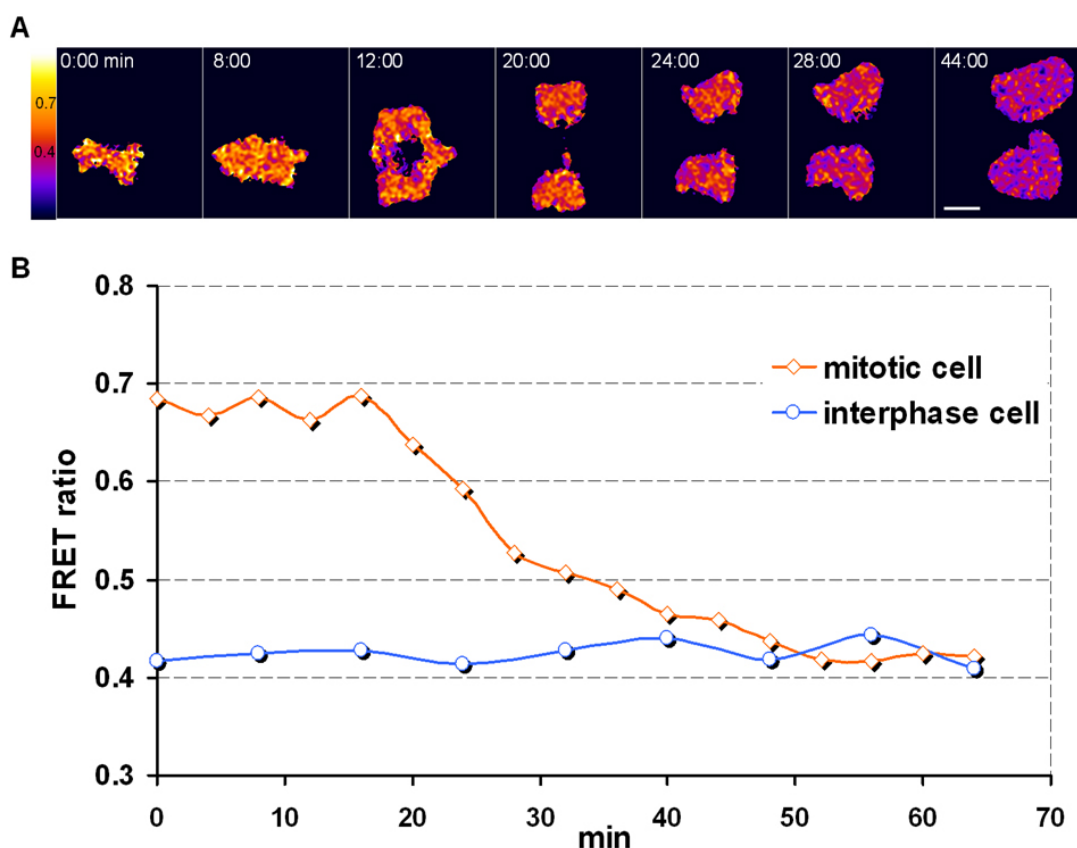 A
0:00 min 8:00 12:00 20:00 24:00 28:00 44:00
0.7
0.4
B
0.8
0.7
0.6
0.5
0.4
0.3
FRET ratio
mitotic cell
interphase cell
0 10 20 30 40 50 60 70
min